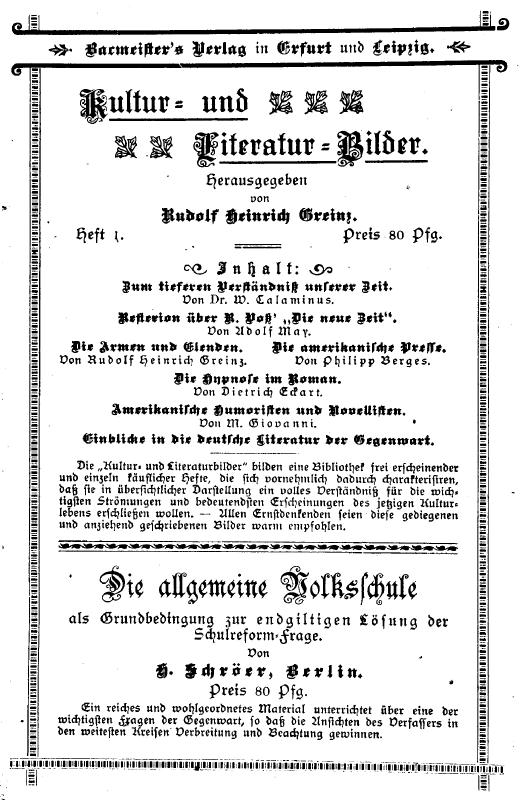 Bacmeister's Verlag in Erfurt und Leipzig.
Kultur- und
Literatur-Bilder.
Herausgegeben
von
Rudolf Heinrich Greinz.
Heft 1. Preis 80 Pfg.
Inhalt:
Zum tieferen Verständniß unserer Zeit.
Von Dr. W. Calaminus.
Reflexion über R. Voß' „Die neue Zeit“.
Von Adolf May.
Die Armen und Elenden. Die amerikanische Presse.
Von Rudolf Heinrich Greinz. Von Philipp Berges.
Die Hypnose im Roman.
Von Dietrich Eckart.
Amerikanische Humoristen und Novellisten.
Von M. Giovanni.
Einblicke in die deutsche Literatur der Gegenwart.
Die „Kultur- und Literaturbilder“ bilden eine Bibliothek frei erscheinender
und einzeln käuflicher Hefte, die sich vornehmlich dadurch charakterisiren,
daß sie in übersichtlicher Darstellung ein volles Verständniß für die wich-
tigsten Strömungen und bedeutendsten Erscheinungen des jetzigen Kultur-
lebens erschließen wollen. — Allen Ernstdenkenden seien diese gediegenen
und anziehend geschriebenen Bilder warm empfohlen.
Die allgemeine Volksschule
als Grundbedingung zur endgiltigen Lösung der
Schulreform-Frage.
Von
H. Schröer, Berlin.
Preis 80 Pfg.
Ein reiches und wohlgeordnetes Material unterrichtet über eine der
wichtigsten Fragen der Gegenwart, so daß die Ansichten des Verfassers in
den weitesten Kreisen Verbreitung und Beachtung gewinnen.